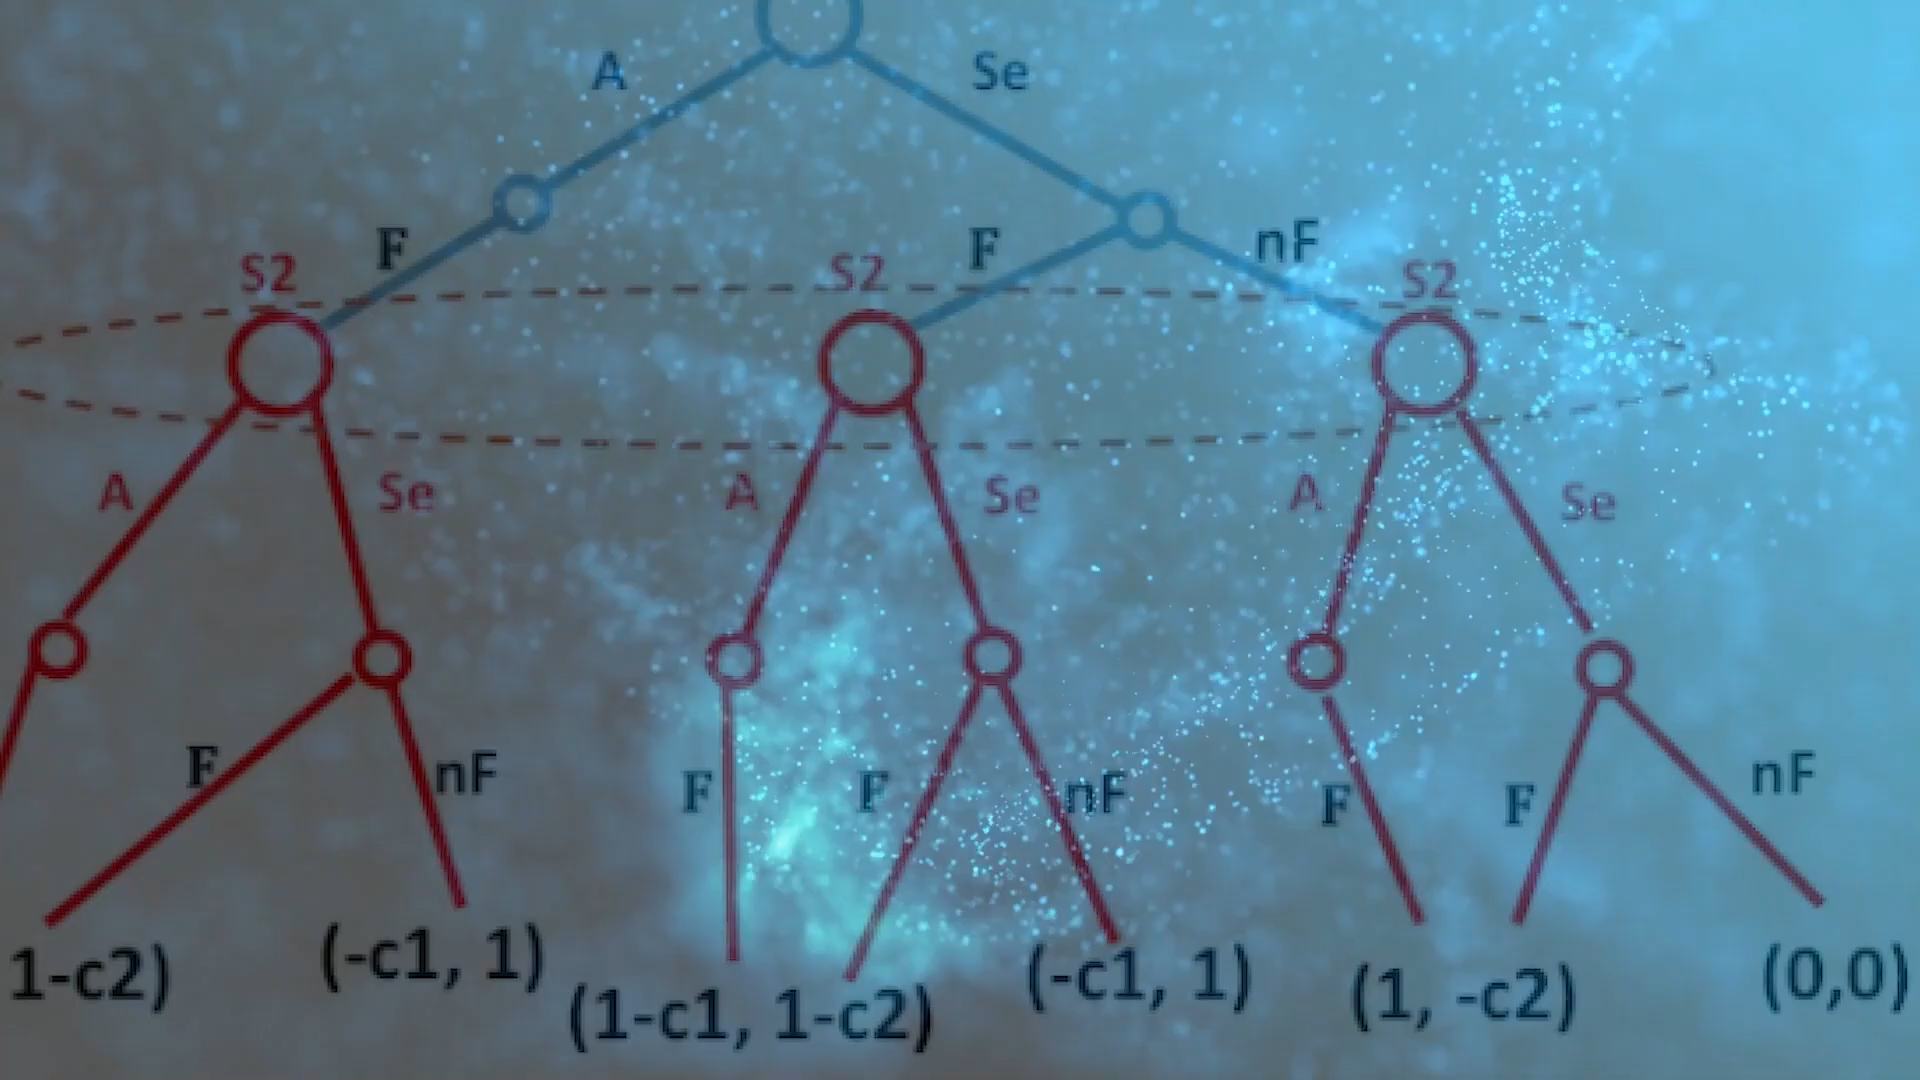 A Se
F F nF
S2 S2 S2
A Se A Se A Se
F nF F F nF F F nF
1-c2) (-c1, 1) (1-c1, 1-c2) (-c1, 1) (1, -c2) (0,0)